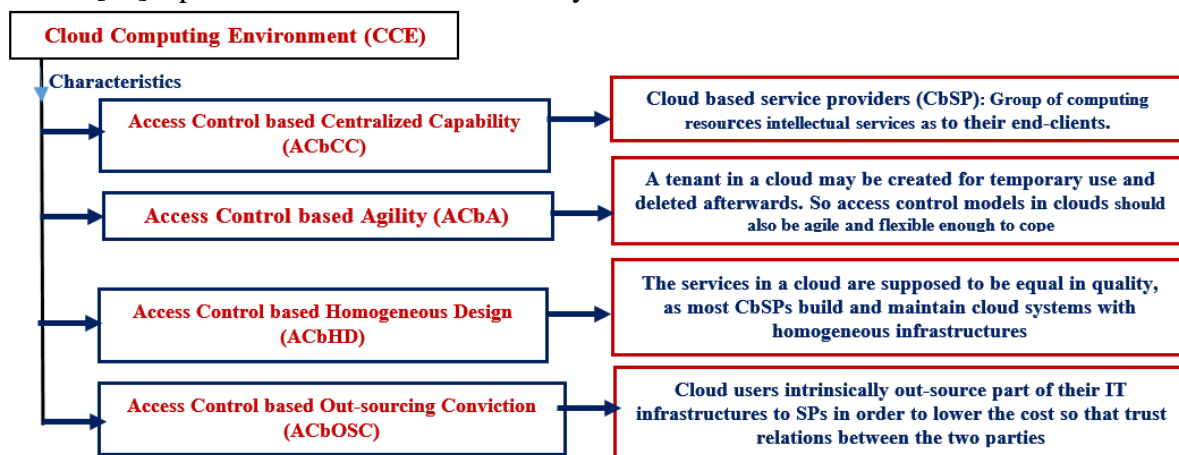 Cloud Computing Environment (CCE)
Characteristics
Access Control based Centralized Capability
(ACbCC)
Cloud based service providers (CbSP): Group of computing
resources intellectual services as to their end-clients.
Access Control based Agility (ACbA)
A tenant in a cloud may be created for temporary use and
deleted afterwards. So access control models in clouds should
also be agile and flexible enough to cope
Access Control based Homogeneous Design
(ACbHD)
The services in a cloud are supposed to be equal in quality,
as most CbSPs build and maintain cloud systems with
homogeneous infrastructures
Access Control based Out-sourcing Conviction
(ACbOSC)
Cloud users intrinsically out-source part of their IT
infrastructures to SPs in order to lower the cost so that trust
relations between the two parties